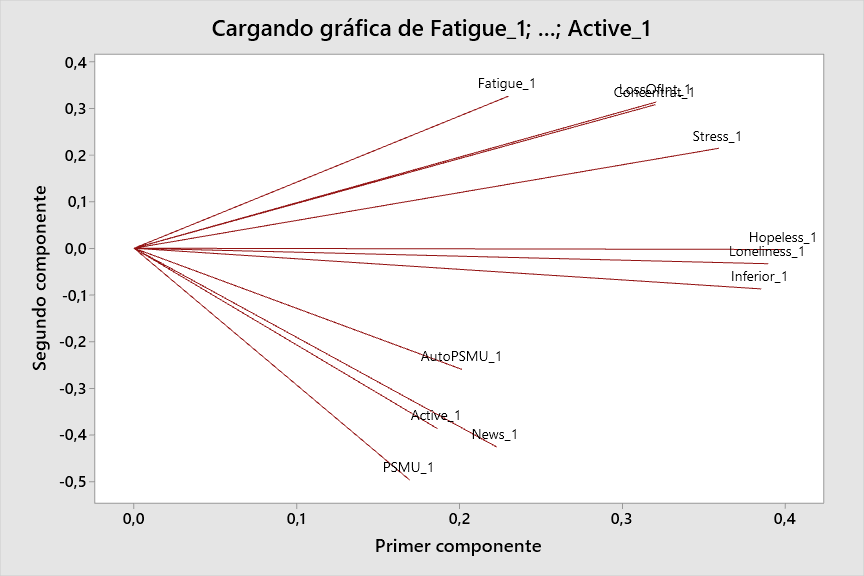 Cargando gráfica de Fatigue_1; ...; Active_1
0,4
0,3
0,2
0,1
0,0
-0,1
-0,2
-0,3
-0,4
-0,5
Segundo componente
Fatigue_1
LossOfInt_1
Concentrat_1
Stress_1
Hopeless_1
Loneliness_1
Inferior_1
AutoPSMU_1
Active_1
News_1
PSMU_1
0,0
0,1
0,2
0,3
0,4
Primer componente